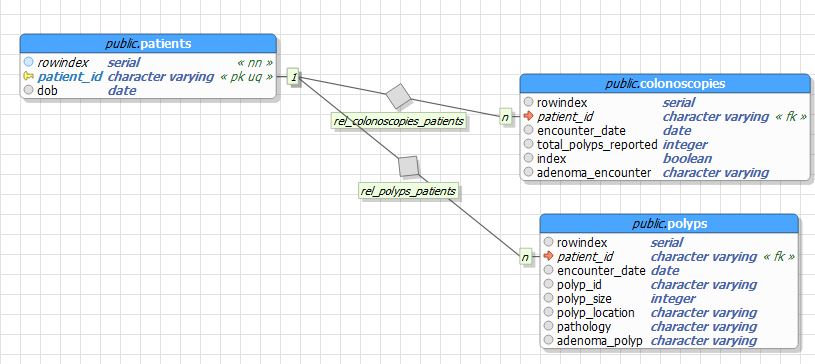 public.patients
rowindex serial « nn »
patient_id character varying « pk uq »
dob date
1
rel_colonoscopies_patients
n
public.colonoscopies
rowindex serial
patient_id character varying « fk »
encounter_date date
total_polyps_reported integer
index boolean
adenoma_encounter character varying
rel_polyps_patients
n
public.polyps
rowindex serial
patient_id character varying « fk »
encounter_date date
polyp_id character varying
polyp_size integer
polyp_location character varying
pathology character varying
adenoma_polyp character varying